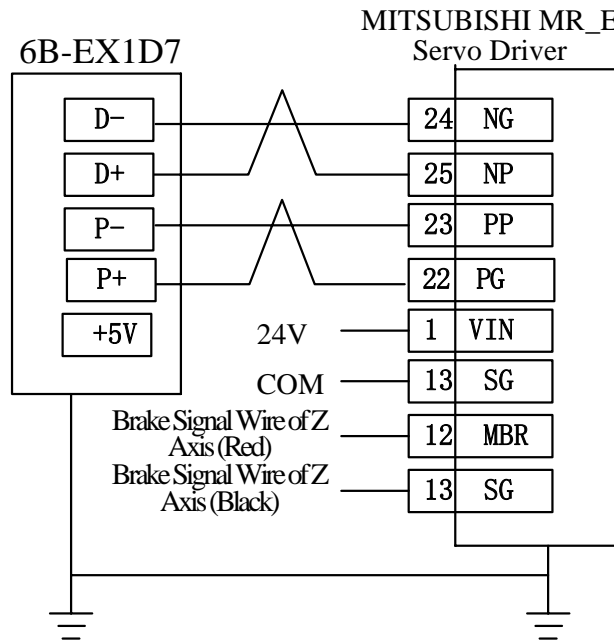 MITSUBISHI MR_E
6B-EX1D7
Servo Driver
D-
24 NG
D+
25 NP
P-
23 PP
P+
22 PG
+5V
24V
1 VIN
COM
13 SG
Brake Signal Wire of Z
Axis (Red)
12 MBR
Brake Signal Wire of Z
Axis (Black)
13 SG